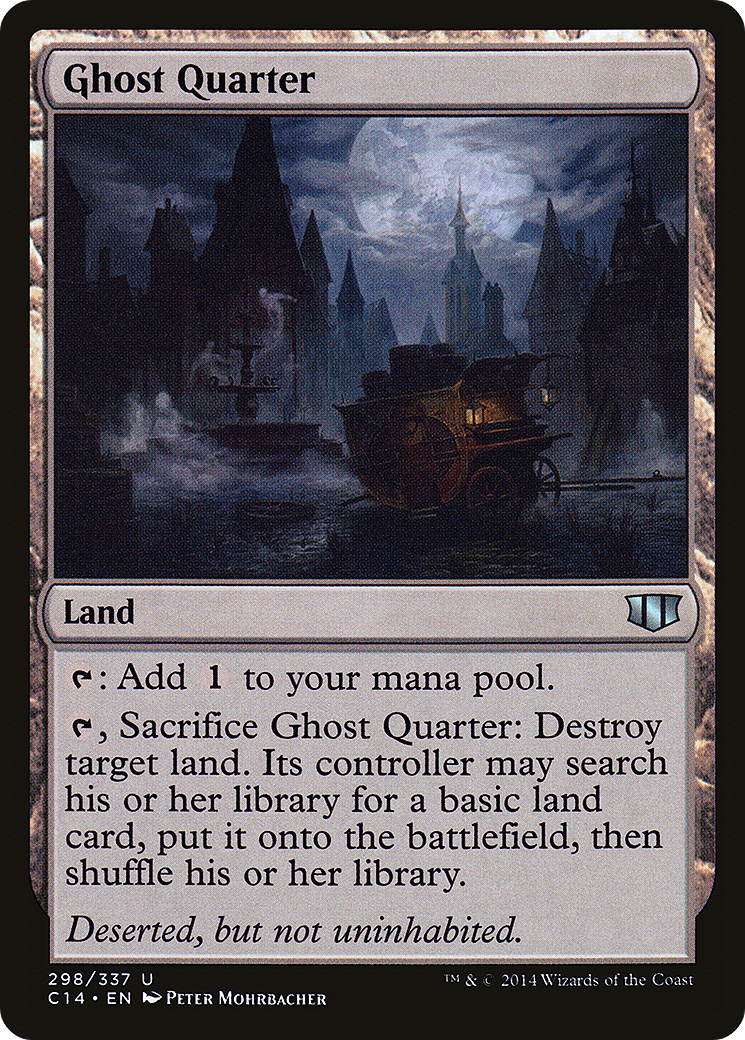 Ghost Quarter
Land
: Add 1 to your mana pool.
, Sacrifice Ghost Quarter: Destroy
target land. Its controller may search
his or her library for a basic land
card, put it onto the battlefield, then
shuffle his or her library.
Deserted, but not uninhabited.
298/337 U
™ & © 2014 Wizards of the Coast
C14 • EN Peter Mohrbacher